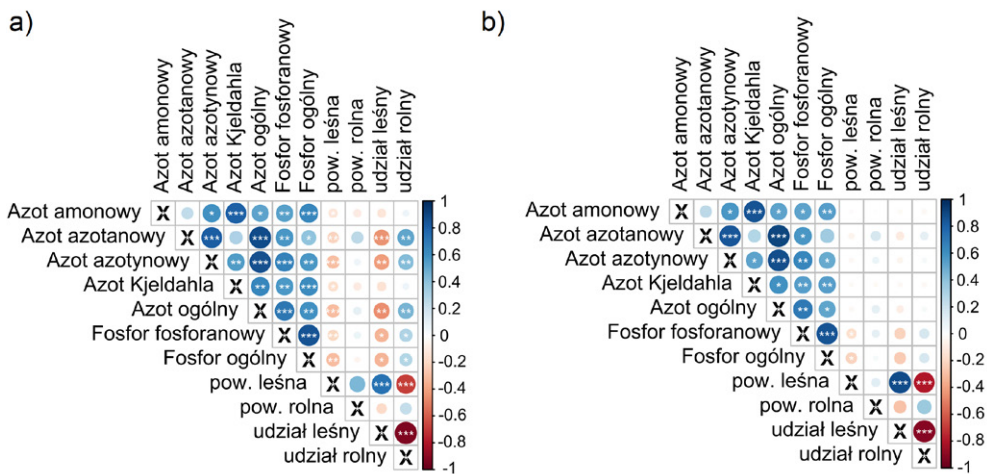 a)
Azot amonowy
Azot azotanowy
Azot azotynowy
Azot Kjeldahla
Azot ogólny
Fosfor fosforanowy
Fosfor ogólny
pow. leśna
pow. rolna
udział leśny
udział rolny
Azot amonowy
Azot azotanowy
Azot azotynowy
Azot Kjeldahla
Azot ogólny
Fosfor fosforanowy
Fosfor ogólny
pow. leśna
pow. rolna
udział leśny
udział rolny
1
0.8
0.6
0.4
0.2
0
-0.2
-0.4
-0.6
-0.8
-1
b)
Azot amonowy
Azot azotanowy
Azot azotynowy
Azot Kjeldahla
Azot ogólny
Fosfor fosforanowy
Fosfor ogólny
pow. leśna
pow. rolna
udział leśny
udział rolny
Azot amonowy
Azot azotanowy
Azot azotynowy
Azot Kjeldahla
Azot ogólny
Fosfor fosforanowy
Fosfor ogólny
pow. leśna
pow. rolna
udział leśny
udział rolny
1
0.8
0.6
0.4
0.2
0
-0.2
-0.4
-0.6
-0.8
-1